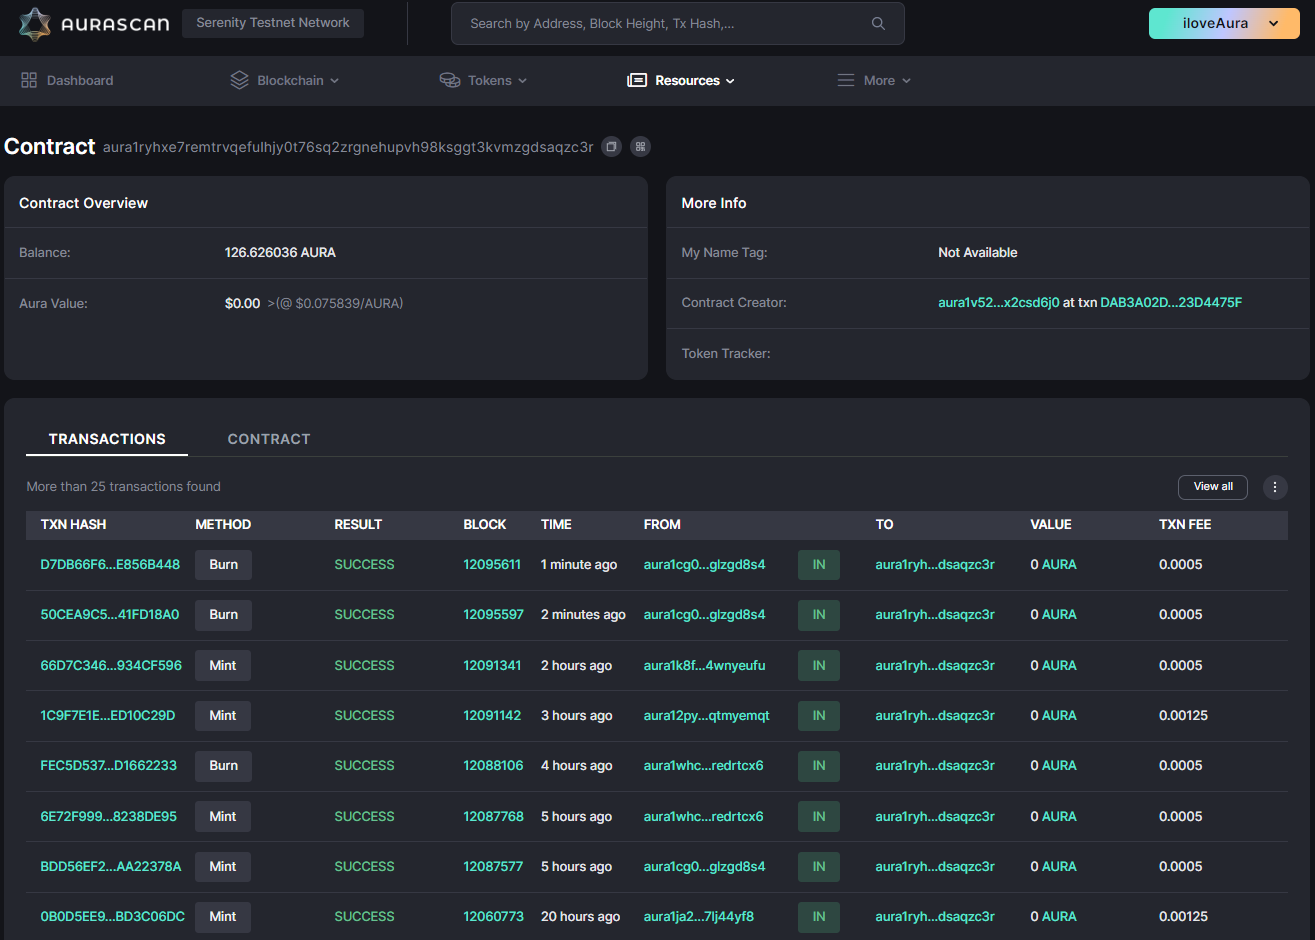 AURASCAN Serenity Testnet Network Search by Address, Block Height, Tx Hash,... iloveAura
Dashboard Blockchain Tokens Resources More
Contract aura1ryhxe7remtrvqefulhjy0t76sq2zrgnehupvh98ksggt3kvmzgdsaqzc3r
Contract Overview
Balance: 126.626036 AURA
Aura Value: $0.00 >(@ $0.075839/AURA)
More Info
My Name Tag: Not Available
Contract Creator: aura1v52...x2csd6j0 at txn DAB3A02D...23D4475F
Token Tracker:
TRANSACTIONS CONTRACT
More than 25 transactions found View all
TXN HASH METHOD RESULT BLOCK TIME FROM TO VALUE TXN FEE
D7DB66F6...E856B448 Burn SUCCESS 12095611 1 minute ago aura1cg0...glzgd8s4 IN aura1ryh...dsaqzc3r 0 AURA 0.0005
50CEA9C5...41FD18A0 Burn SUCCESS 12095597 2 minutes ago aura1cg0...glzgd8s4 IN aura1ryh...dsaqzc3r 0 AURA 0.0005
66D7C346...934CF596 Mint SUCCESS 12091341 2 hours ago aura1k8f...4wnyeufu IN aura1ryh...dsaqzc3r 0 AURA 0.0005
1C9F7E1E...ED10C29D Mint SUCCESS 12091142 3 hours ago aura12py...qtmyemqt IN aura1ryh...dsaqzc3r 0 AURA 0.00125
FEC5D537...D1662233 Burn SUCCESS 12088106 4 hours ago aura1whc...redrtcx6 IN aura1ryh...dsaqzc3r 0 AURA 0.0005
6E72F999...8238DE95 Mint SUCCESS 12087768 5 hours ago aura1whc...redrtcx6 IN aura1ryh...dsaqzc3r 0 AURA 0.0005
BDD56EF2...AA22378A Mint SUCCESS 12087577 5 hours ago aura1cg0...glzgd8s4 IN aura1ryh...dsaqzc3r 0 AURA 0.0005
0B0D5EE9...BD3C06DC Mint SUCCESS 12060773 20 hours ago aura1ja2...7lj44yf8 IN aura1ryh...dsaqzc3r 0 AURA 0.00125